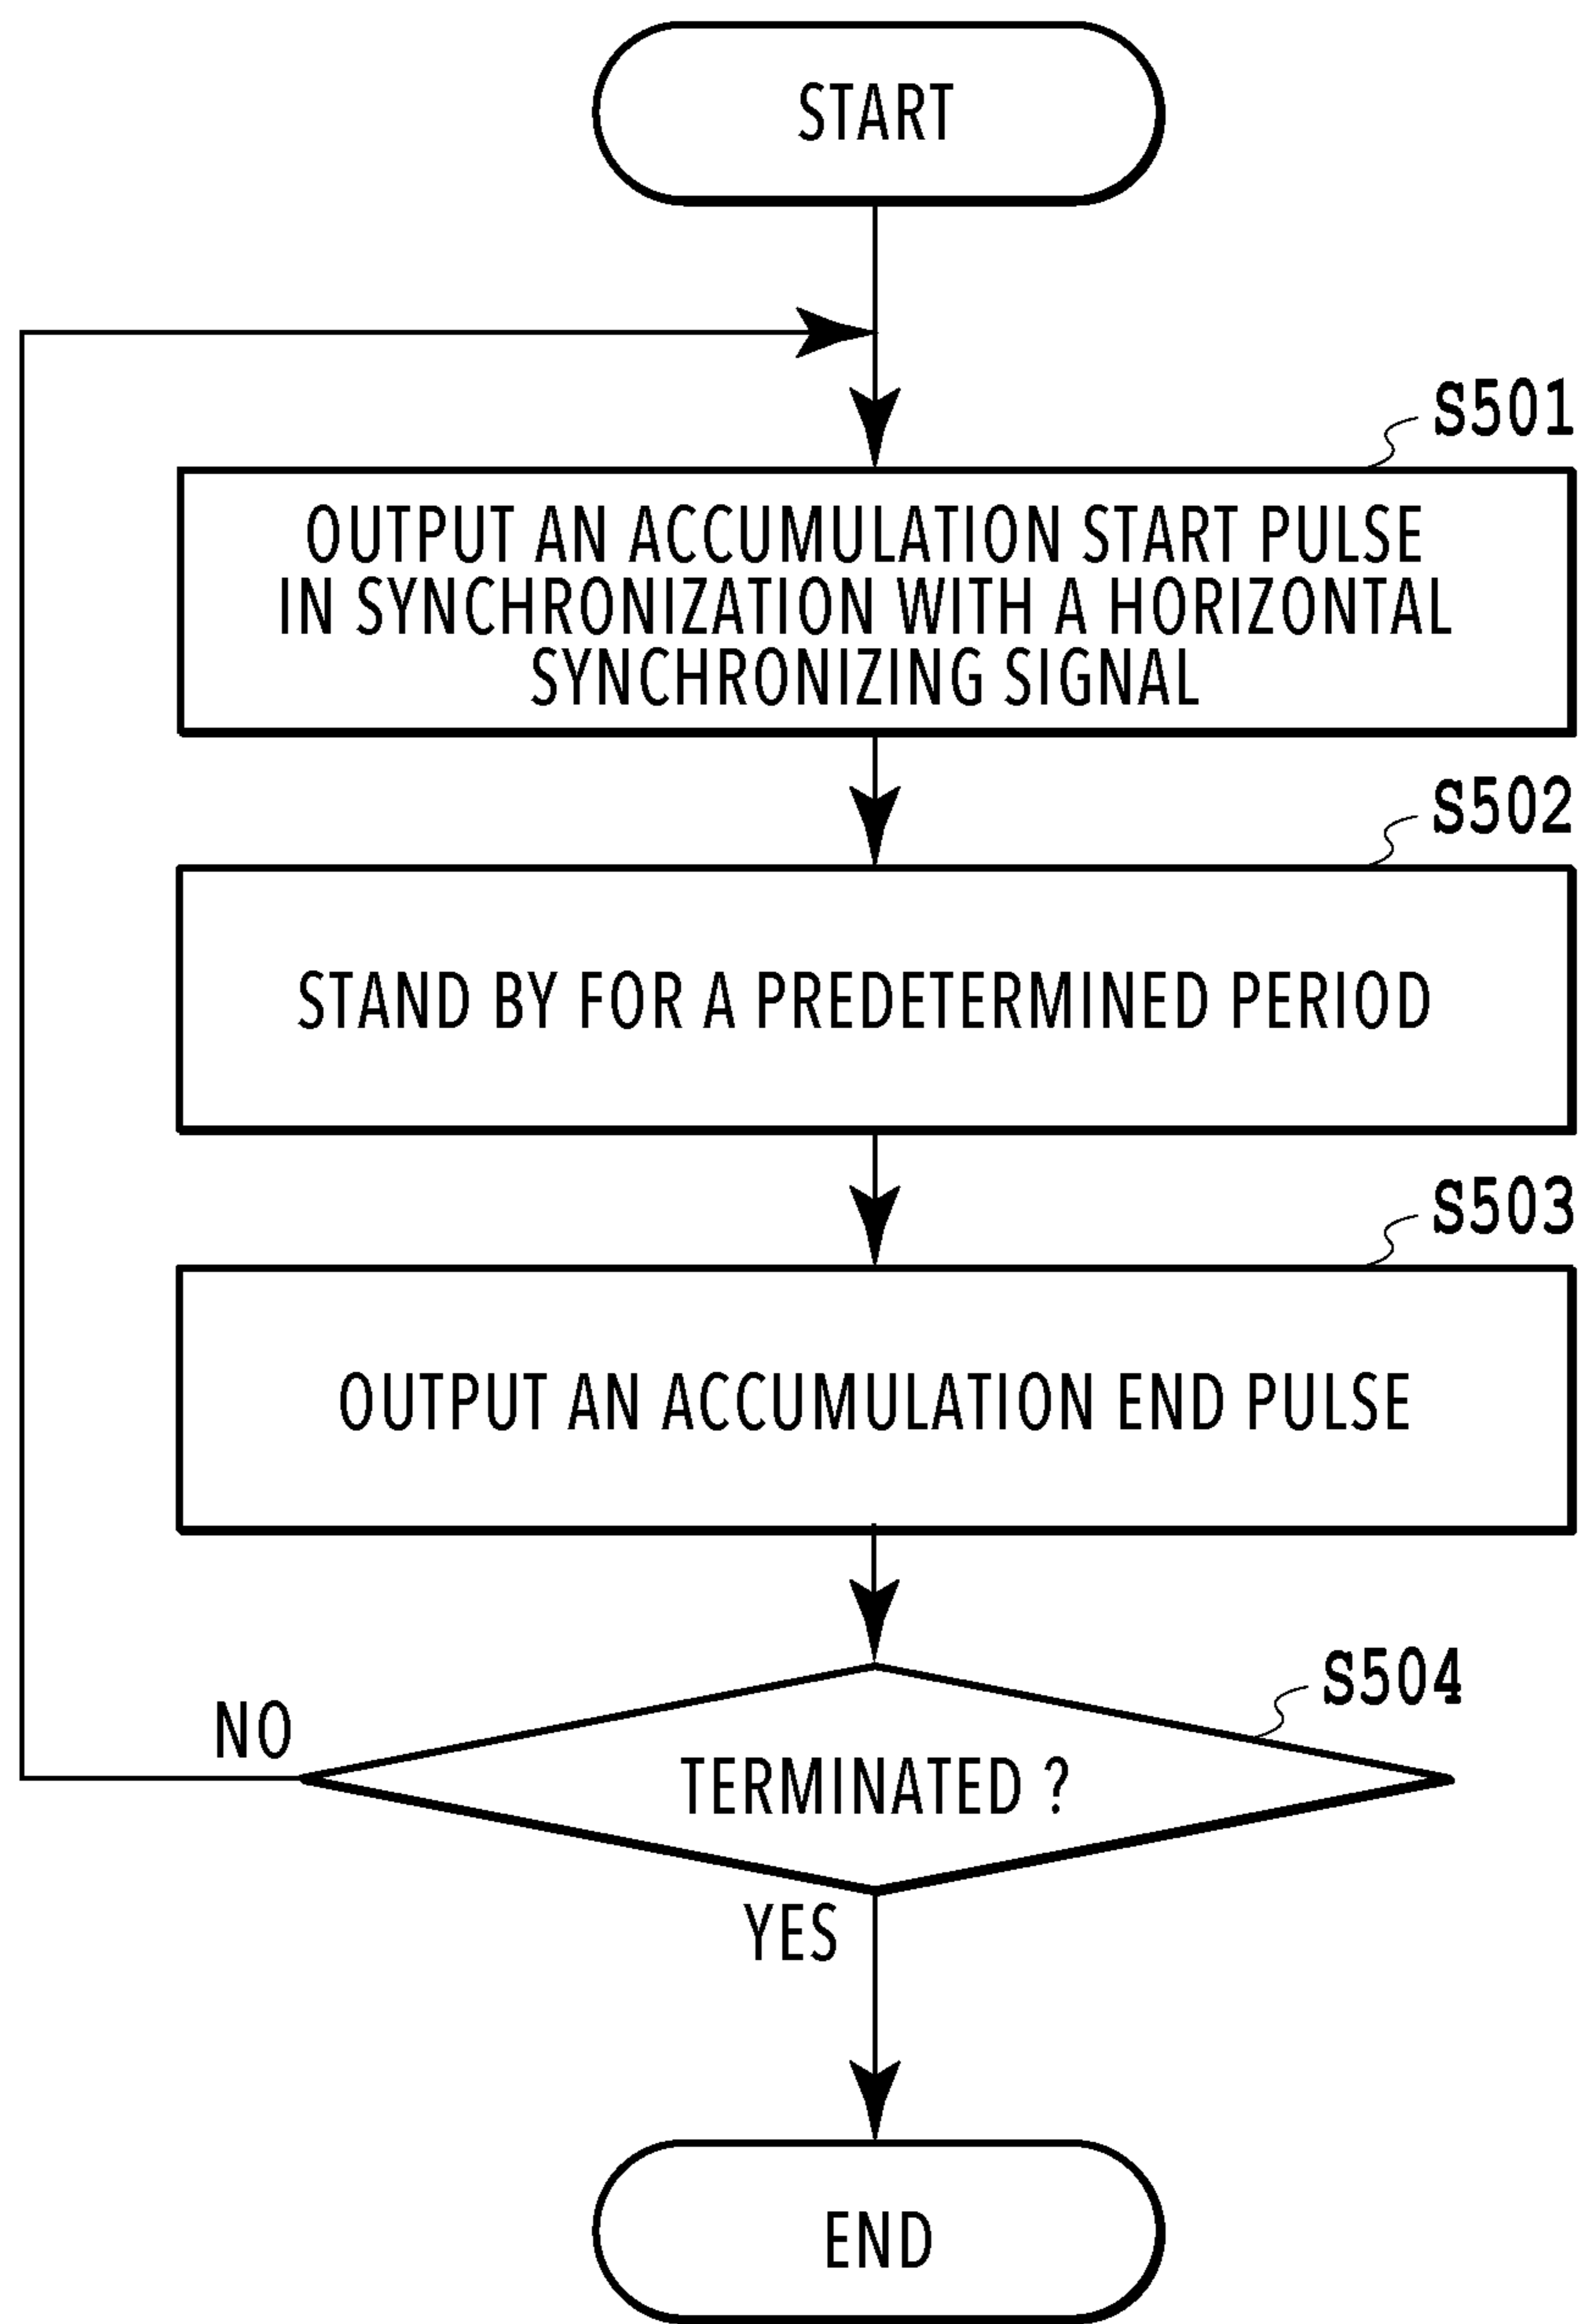 START
S501
OUTPUT AN ACCUMULATION START PULSE
IN SYNCHRONIZATION WITH A HORIZONTAL
SYNCHRONIZING SIGNAL
S502
STAND BY FOR A PREDETERMINED PERIOD
S503
OUTPUT AN ACCUMULATION END PULSE
S504
NO
TERMINATED ?
YES
END